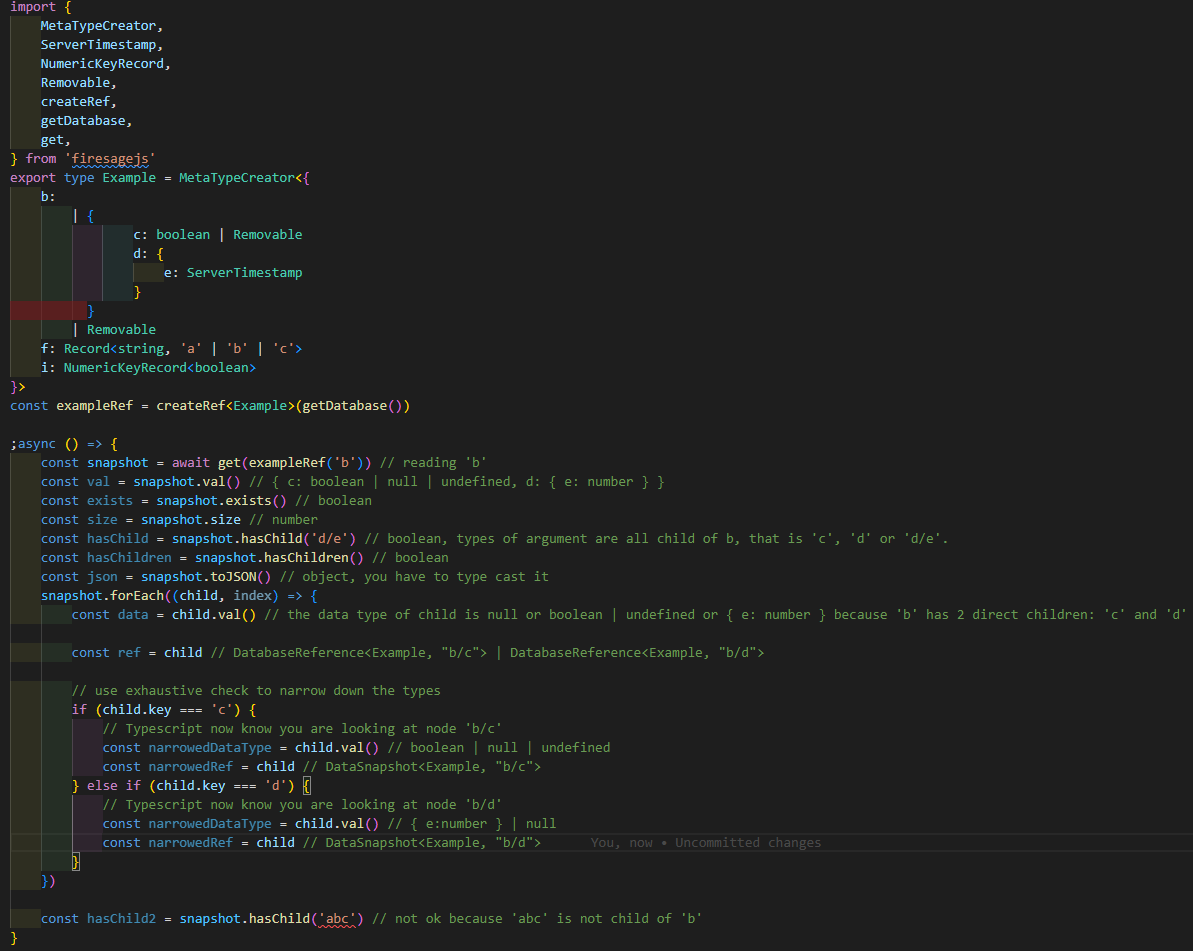 import {
    MetaTypeCreator,
    ServerTimestamp,
    NumericKeyRecord,
    Removable,
    createRef,
    getDatabase,
    get,
} from 'firesagejs'
export type Example = MetaTypeCreator<{
    b:
        | {
                c: boolean | Removable
                d: {
                    e: ServerTimestamp
                }
          }
        | Removable
    f: Record<string, 'a' | 'b' | 'c'>
    i: NumericKeyRecord<boolean>
}>
const exampleRef = createRef<Example>(getDatabase())

;async () => {
    const snapshot = await get(exampleRef('b')) // reading 'b'
    const val = snapshot.val() // { c: boolean | null | undefined, d: { e: number } }
    const exists = snapshot.exists() // boolean
    const size = snapshot.size // number
    const hasChild = snapshot.hasChild('d/e') // boolean, types of argument are all child of b, that is 'c', 'd' or 'd/e'.
    const hasChildren = snapshot.hasChildren() // boolean
    const json = snapshot.toJSON() // object, you have to type cast it
    snapshot.forEach((child, index) => {
        const data = child.val() // the data type of child is null or boolean | undefined or { e: number } because 'b' has 2 direct children: 'c' and 'd'

        const ref = child // DatabaseReference<Example, "b/c"> | DatabaseReference<Example, "b/d">

        // use exhaustive check to narrow down the types
        if (child.key === 'c') {
            // Typescript now know you are looking at node 'b/c'
            const narrowedDataType = child.val() // boolean | null | undefined
            const narrowedRef = child // DataSnapshot<Example, "b/c">
        } else if (child.key === 'd') {
            // Typescript now know you are looking at node 'b/d'
            const narrowedDataType = child.val() // { e:number } | null
            const narrowedRef = child // DataSnapshot<Example, "b/d"> You, now • Uncommitted changes
        }
    })

    const hasChild2 = snapshot.hasChild('abc') // not ok because 'abc' is not child of 'b'
}